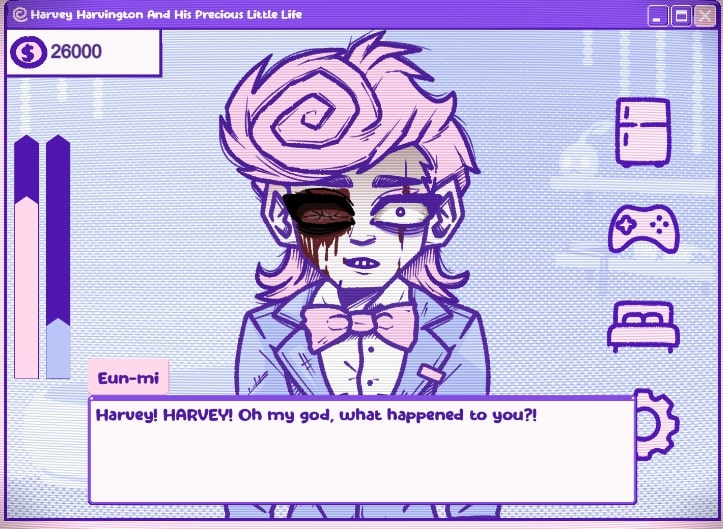 Harvey Harvington And His Precious Little Life
$ 26000
Eun-mi
Harvey! HARVEY! Oh my god, what happened to you?!